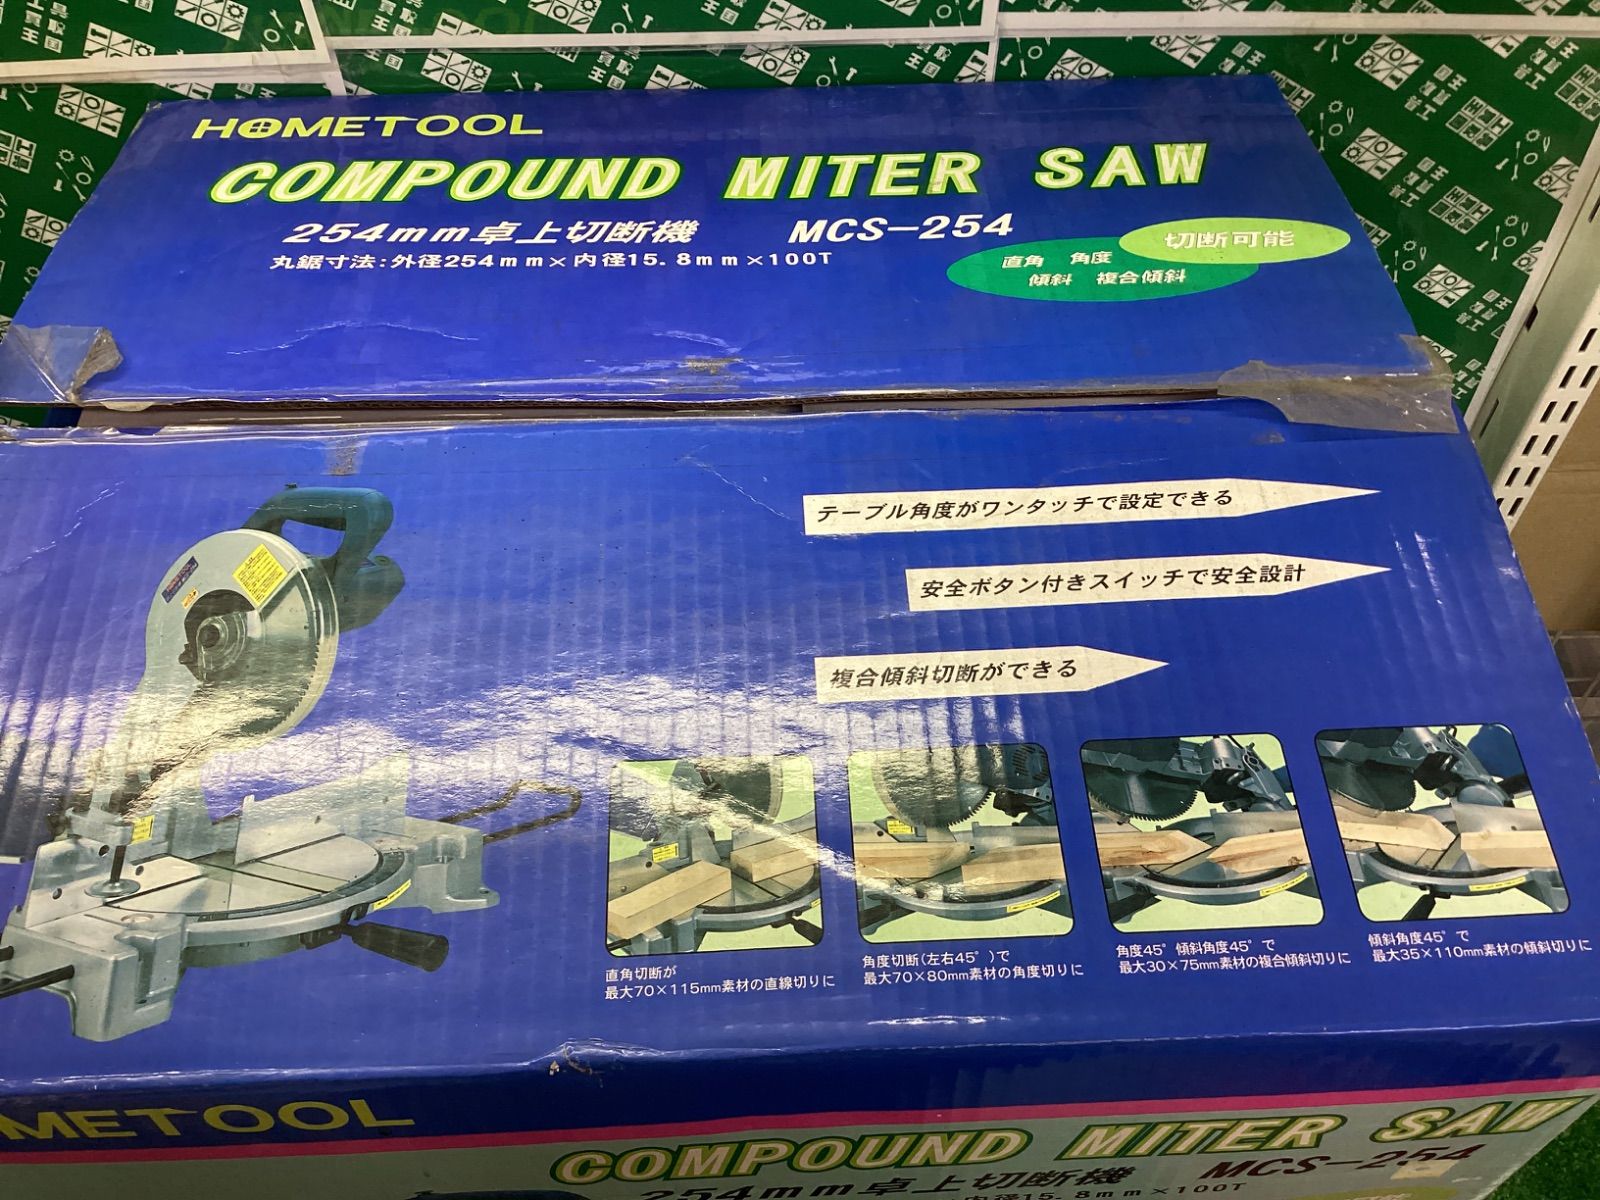 HOMETOOL
COMPOUND MITER SAW
254mm卓上切断機 MCS-254
丸鋸寸法:外径254mm×内径15.8mm×100T
切断可能
直角 角度
傾斜 複合傾斜
テーブル角度がワンタッチで設定できる
安全ボタン付きスイッチで安全設計
複合傾斜切断ができる
直角切断が
最大70×115mm素材の直線切りに
角度切断(左右45°)で
最大70×80mm素材の角度切りに
角度45°傾斜角度45°で
最大30×75mm素材の複合傾斜切りに
傾斜角度45°で
最大35×110mm素材の傾斜切りに
OMETOOL
COMPOUND MITER SAW
254mm卓上切断機 MCS-254
内径15.8mm×100T